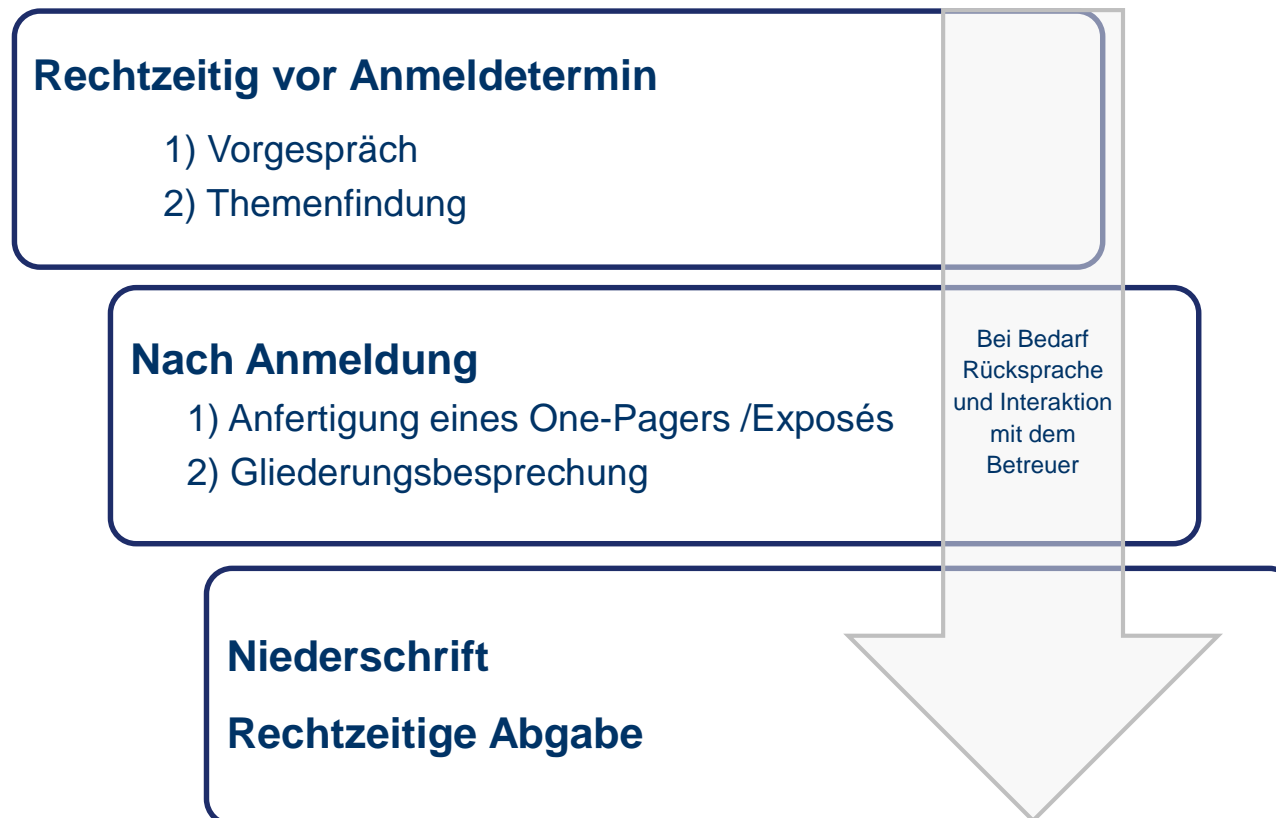 Rechtzeitig vor Anmeldetermin
1) Vorgespräch
2) Themenfindung
Nach Anmeldung
1) Anfertigung eines One-Pagers /Exposés
2) Gliederungsbesprechung
Bei Bedarf
Rücksprache
und Interaktion
mit dem
Betreuer
Niederschrift
Rechtzeitige Abgabe